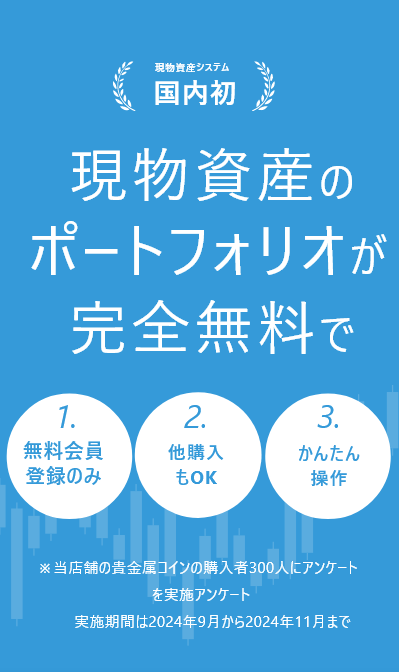 現物資産システム
国内初
現物資産の
ポートフォリオが
完全無料で
1.
無料会員
登録のみ
2.
他購入
もOK
3.
かんたん
操作
※当店舗の貴金属コインの購入者300人にアンケート
を実施アンケート
実施期間は2024年9月から2024年11月まで